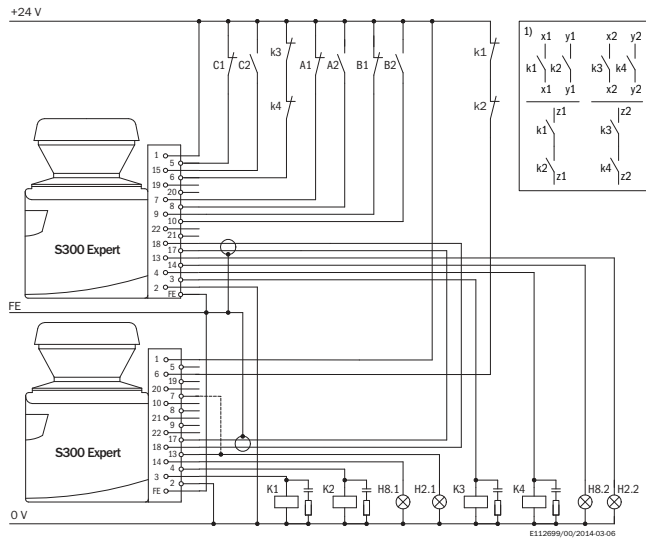 +24 V
1) x1 y1 x2 y2
k1 k2 k3 k4
x1 y1 x2 y2
z1 z2
k1 k3
k2 z1 k4 z2
C1 C2 k3 A1 A2 B1 B2 k1
k4 k2
1
5
15
6
19
20
7
8
9
10
22
21
18
17
13
14
4
3
2
FE
S300 Expert
FE
1
5
6
19
20
7
10
8
21
9
22
17
18
13
14
4
3
2
FE
S300 Expert
K1 K2 H8.1 H2.1 K3 K4 H8.2 H2.2
0 V
E112699/00/2014-03-06